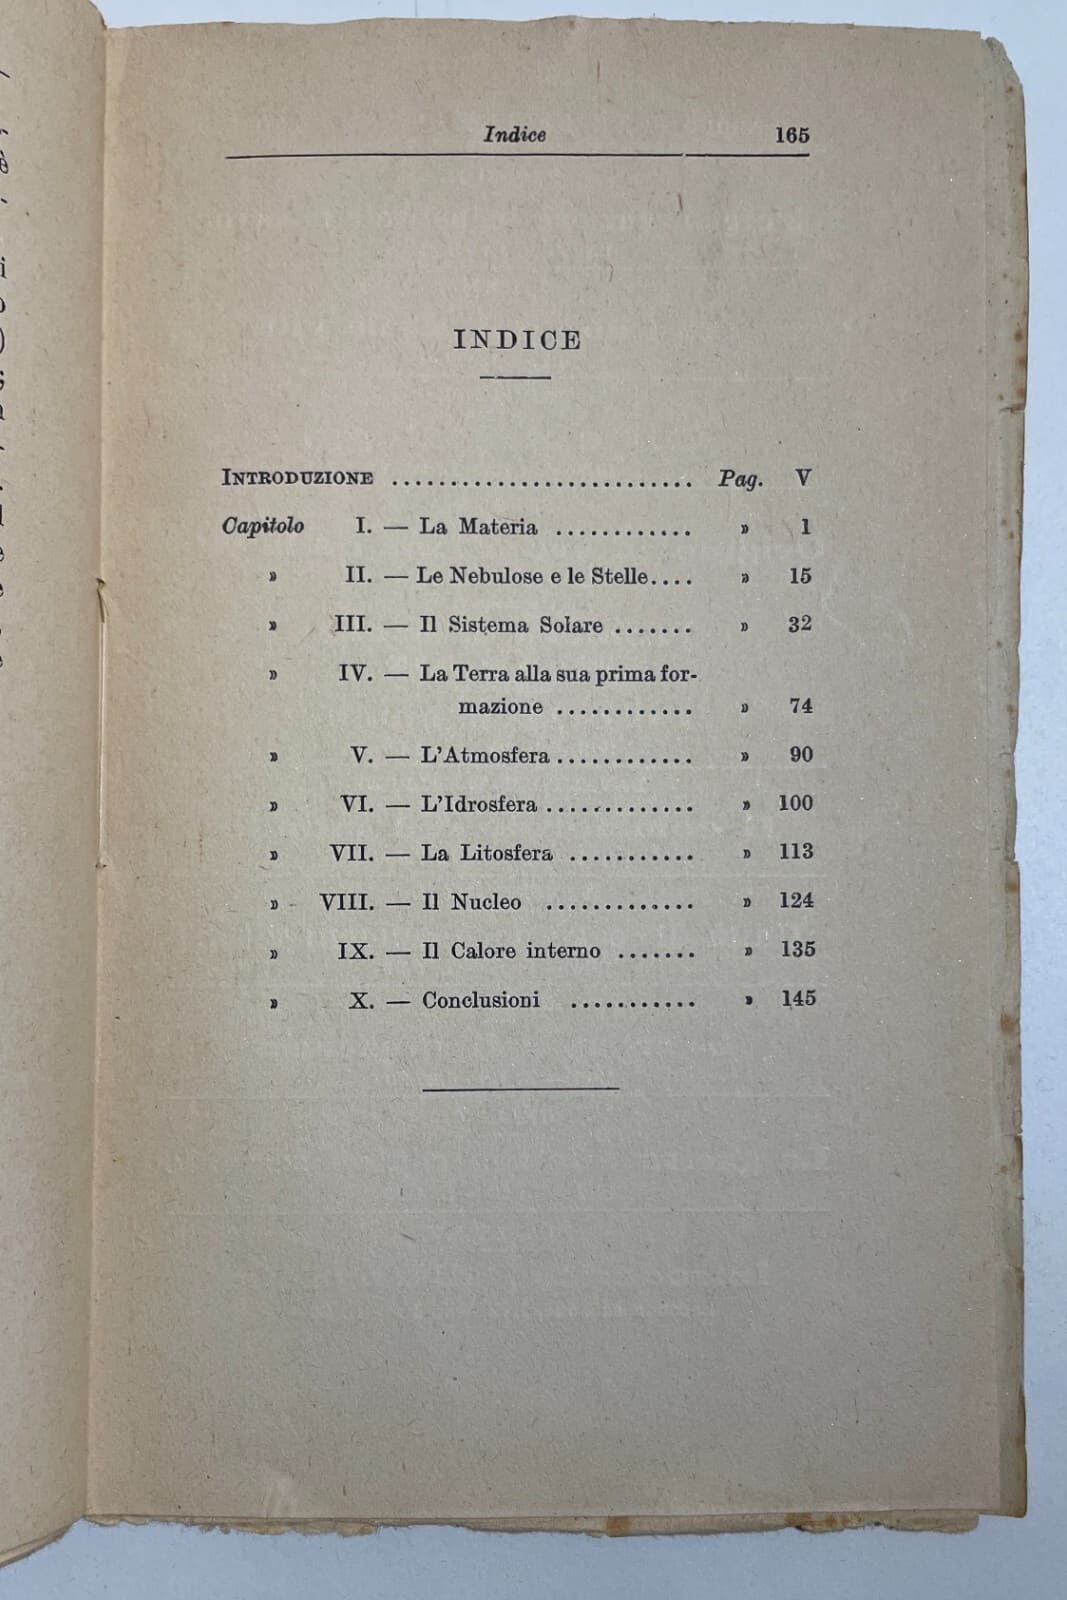 Indice 165
INDICE
INTRODUZIONE .......................... Pag. V
Capitolo I. — La Materia ............ » 1
» II. — Le Nebulose e le Stelle.... » 15
» III. — Il Sistema Solare ....... » 32
» IV. — La Terra alla sua prima for-
mazione ............ » 74
» V. — L'Atmosfera ............ » 90
» VI. — L'Idrosfera ............. » 100
» VII. — La Litosfera ........... » 113
» VIII. — Il Nucleo ............. » 124
» IX. — Il Calore interno ....... » 135
» X. — Conclusioni ........... » 145